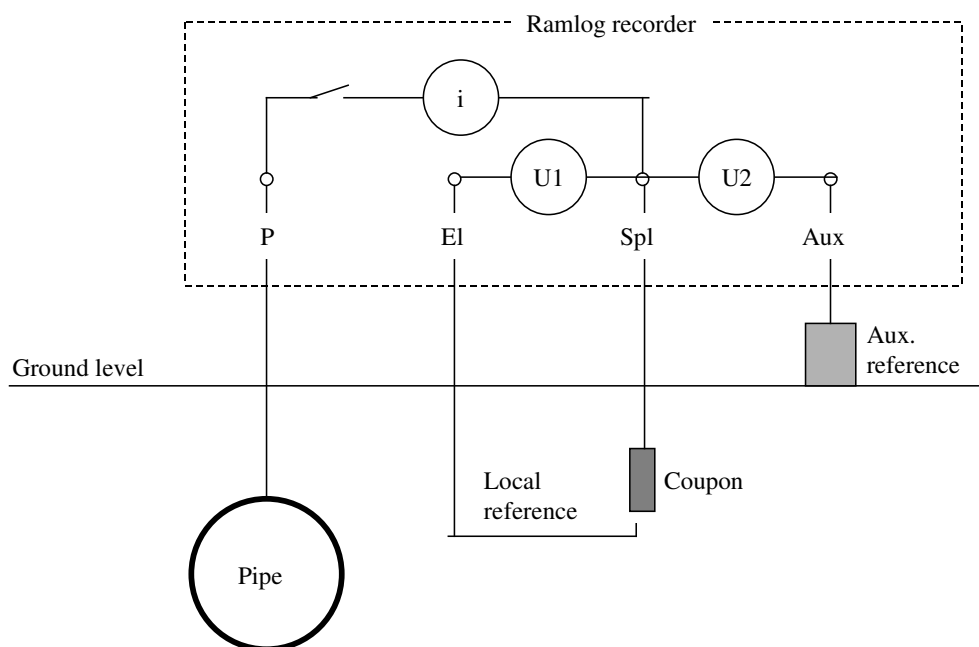 Ramlog recorder
i
U1
U2
P
El
Spl
Aux
Aux.
reference
Ground level
Local
reference
Coupon
Pipe